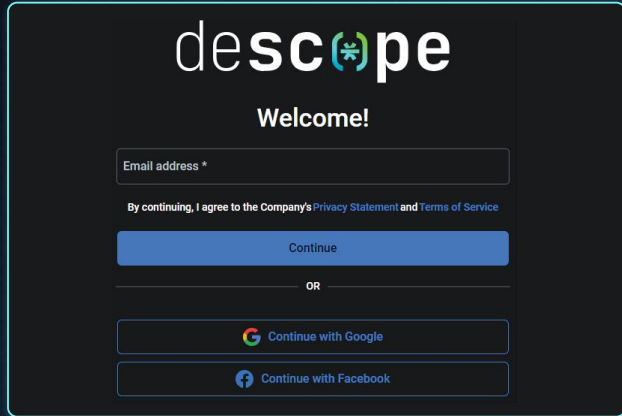 descope
Welcome!
Email address *
By continuing, I agree to the Company's Privacy Statement and Terms of Service
Continue
OR
Continue with Google
Continue with Facebook